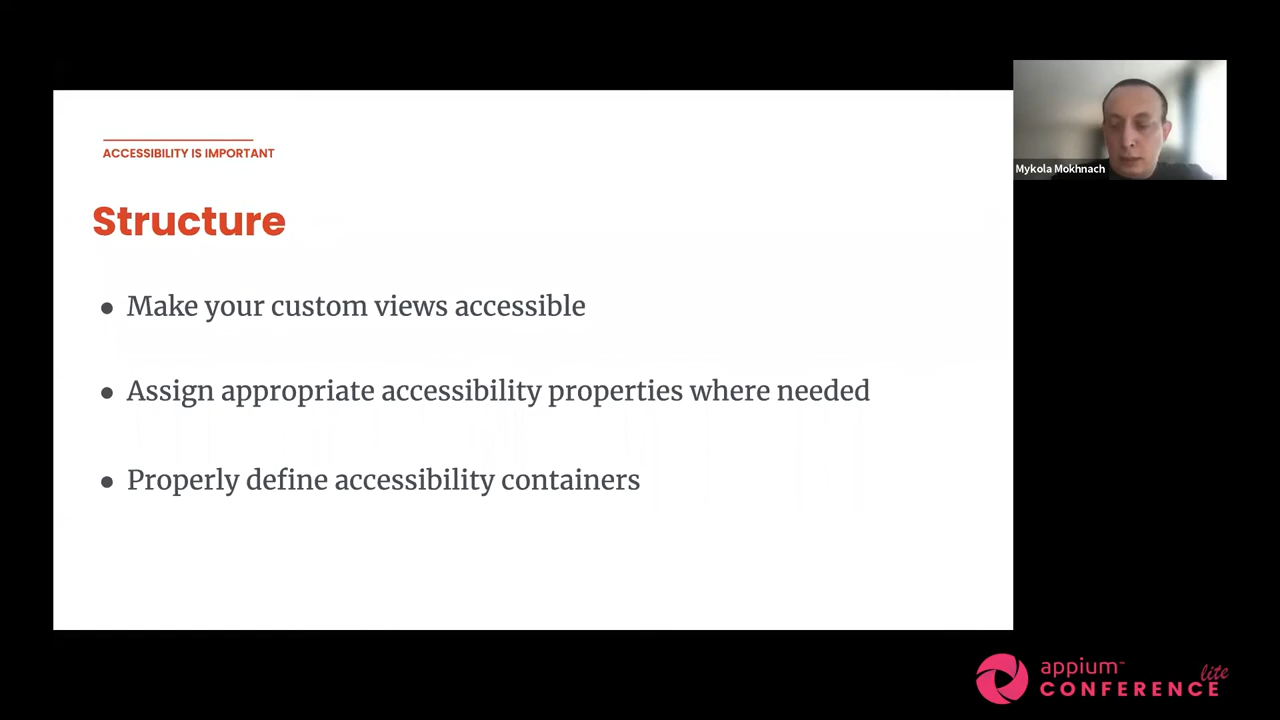 ACCESSIBILITY IS IMPORTANT
Structure
● Make your custom views accessible
● Assign appropriate accessibility properties where needed
● Properly define accessibility containers
Mykola Mokhnach
appium™
CONFERENCE lite